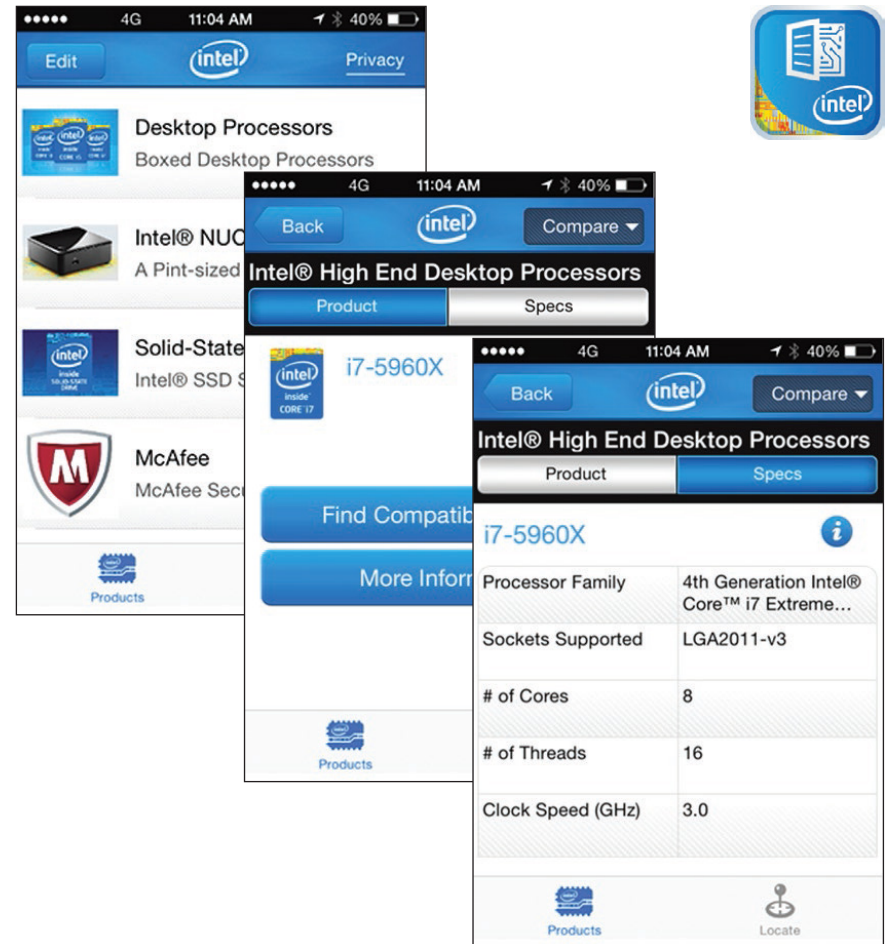 4G 11:04 AM 40%
Edit
intel
Privacy
Desktop Processors
Boxed Desktop Processors
Intel® NUC
A Pint-sized
Solid-State
Intel® SSD
McAfee
McAfee
Products
4G 11:04 AM 40%
Back
intel
Compare
Intel® High End Desktop Processors
Product
Specs
intel
inside
CORE i7
i7-5960X
Find
More
Products
4G 11:04 AM 40%
Back
intel
Compare
Intel® High End Desktop Processors
Product
Specs
i7-5960X
Processor Family
4th Generation Intel®
Core™ i7 Extreme...
Sockets Supported
LGA2011-v3
# of Cores
8
# of Threads
16
Clock Speed (GHz)
3.0
Products
Locate
intel